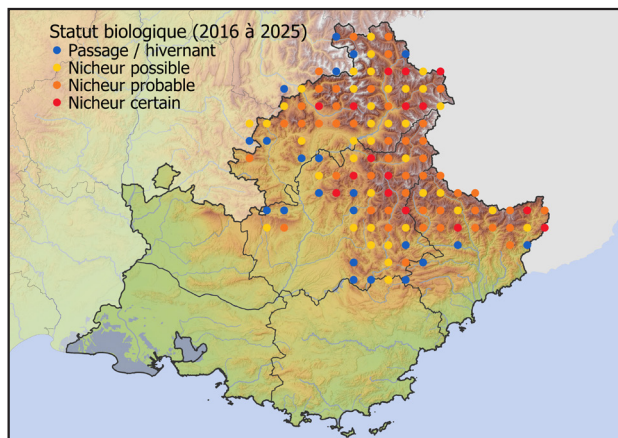 Statut biologique (2016 à 2025)
Passage / hivernant
Nicheur possible
Nicheur probable
Nicheur certain